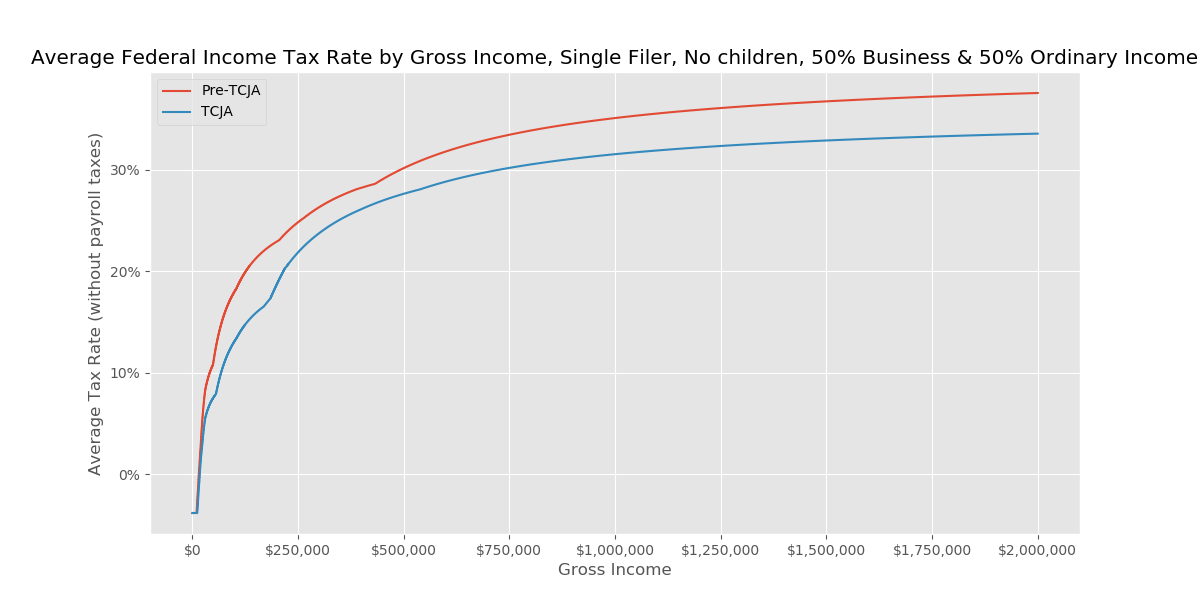 Average Federal Income Tax Rate by Gross Income, Single Filer, No children, 50% Business & 50% Ordinary Income
Pre-TCJA
TCJA
Average Tax Rate (without payroll taxes)
30%
20%
10%
0%
$0 $250,000 $500,000 $750,000 $1,000,000 $1,250,000 $1,500,000 $1,750,000 $2,000,000
Gross Income